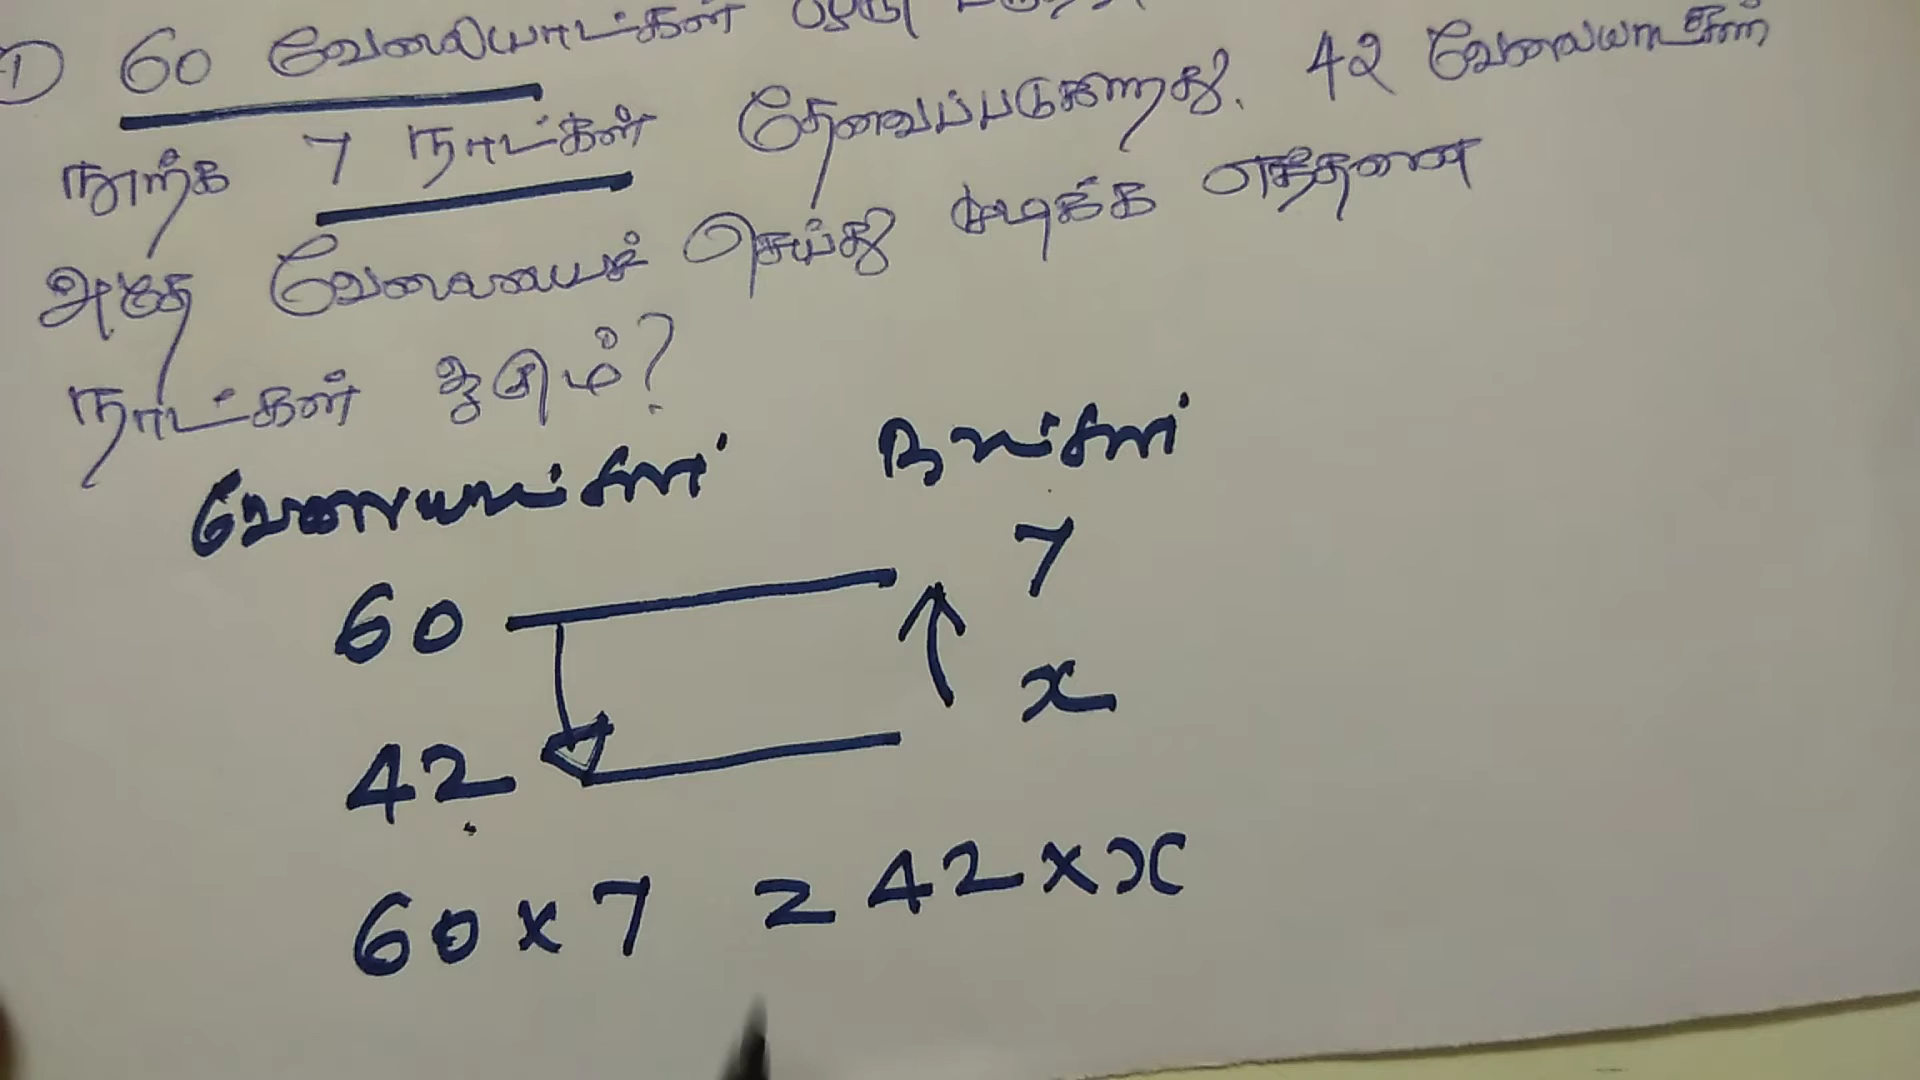 ① 60 வேலையாட்கள் ஒரு
நூற்க 7 நாட்கள் தேவைப்படுகிறது. 42 வேலையாட்கள்
அதே வேலையைச் செய்து முடிக்க எத்தனை
நாட்கள் ஆகும்?
வேலையாட்கள் நாட்கள்
60 7
42 x
60 x 7 = 42 x x